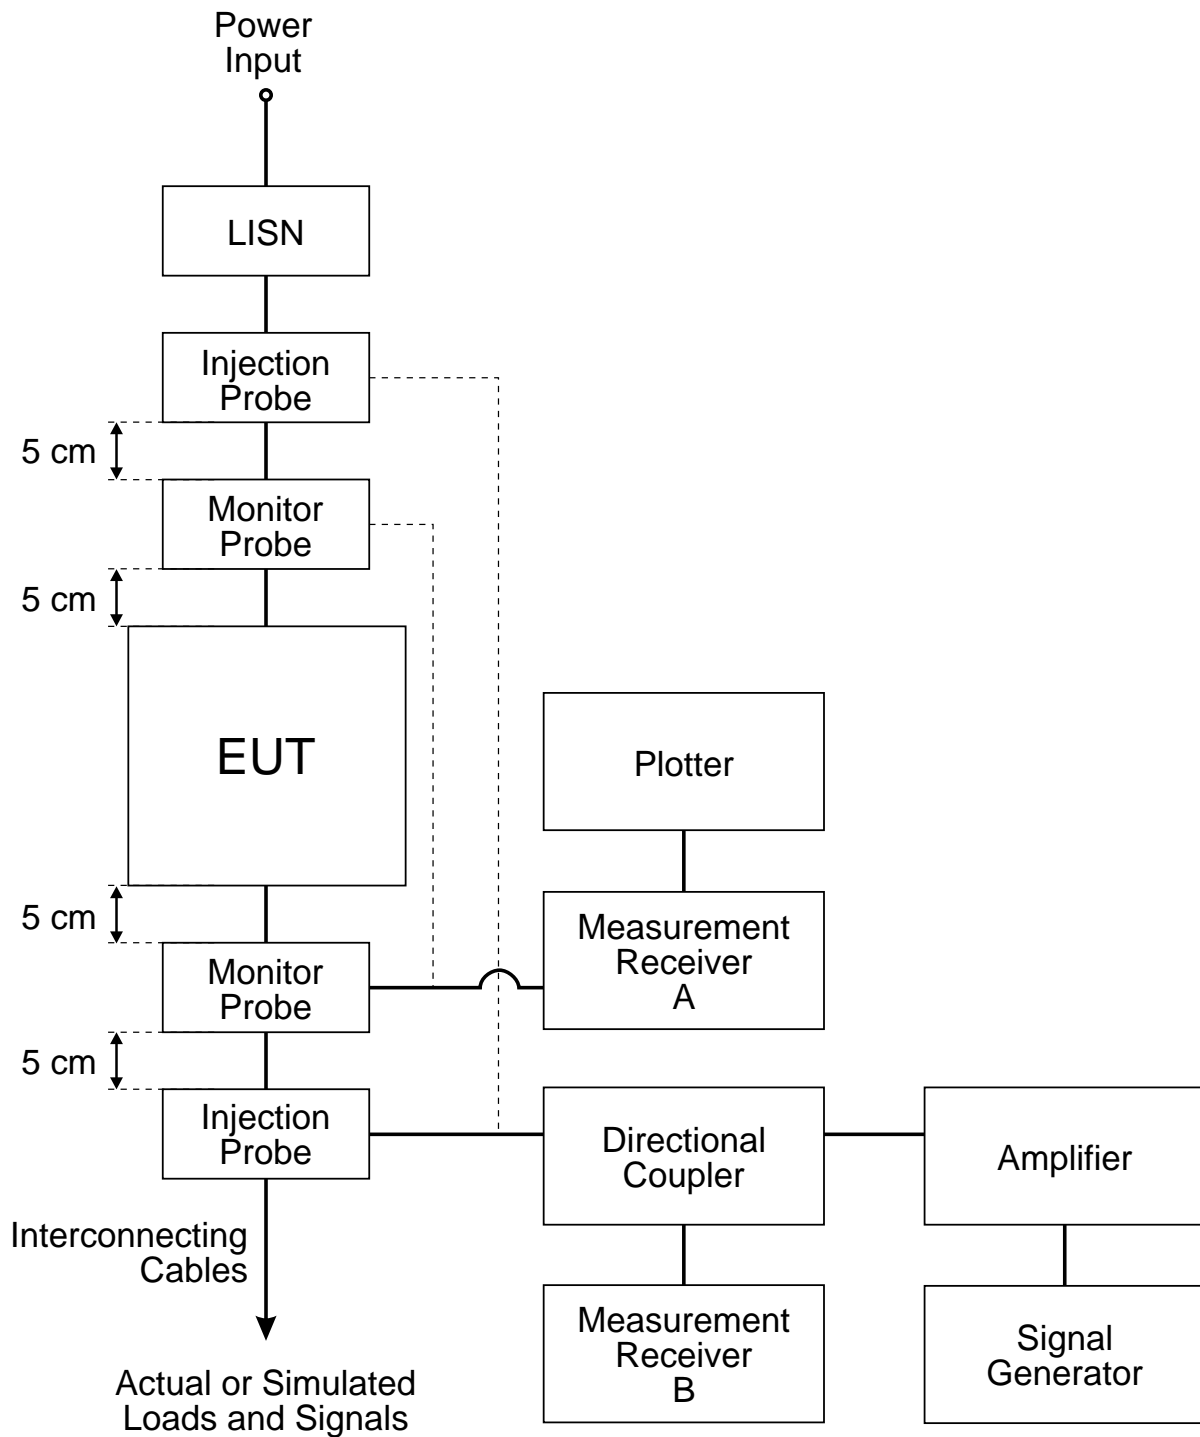 Power
Input
LISN
Injection
Probe
5 cm
Monitor
Probe
5 cm
EUT
Plotter
5 cm
Measurement
Receiver
A
Monitor
Probe
5 cm
Injection
Probe
Directional
Coupler
Amplifier
Interconnecting
Cables
Measurement
Receiver
B
Signal
Generator
Actual or Simulated
Loads and Signals